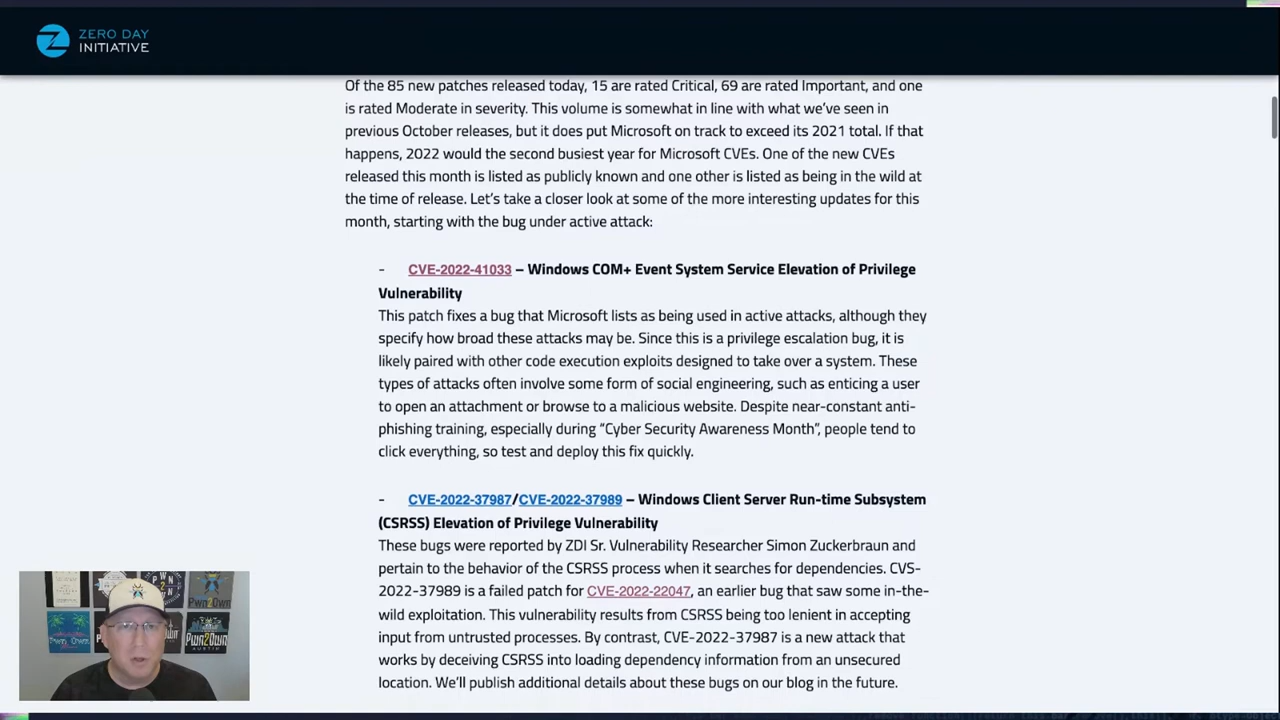 ZERO DAY
INITIATIVE
Of the 85 new patches released today, 15 are rated Critical, 69 are rated Important, and one
is rated Moderate in severity. This volume is somewhat in line with what we've seen in
previous October releases, but it does put Microsoft on track to exceed its 2021 total. If that
happens, 2022 would the second busiest year for Microsoft CVEs. One of the new CVEs
released this month is listed as publicly known and one other is listed as being in the wild at
the time of release. Let's take a closer look at some of the more interesting updates for this
month, starting with the bug under active attack:
- CVE-2022-41033 – Windows COM+ Event System Service Elevation of Privilege
Vulnerability
This patch fixes a bug that Microsoft lists as being used in active attacks, although they
specify how broad these attacks may be. Since this is a privilege escalation bug, it is
likely paired with other code execution exploits designed to take over a system. These
types of attacks often involve some form of social engineering, such as enticing a user
to open an attachment or browse to a malicious website. Despite near-constant anti-
phishing training, especially during “Cyber Security Awareness Month”, people tend to
click everything, so test and deploy this fix quickly.
- CVE-2022-37987/CVE-2022-37989 – Windows Client Server Run-time Subsystem
(CSRSS) Elevation of Privilege Vulnerability
These bugs were reported by ZDI Sr. Vulnerability Researcher Simon Zuckerbraun and
pertain to the behavior of the CSRSS process when it searches for dependencies. CVS-
2022-37989 is a failed patch for CVE-2022-22047, an earlier bug that saw some in-the-
wild exploitation. This vulnerability results from CSRSS being too lenient in accepting
input from untrusted processes. By contrast, CVE-2022-37987 is a new attack that
works by deceiving CSRSS into loading dependency information from an unsecured
location. We'll publish additional details about these bugs on our blog in the future.
Pwn2Own
PWN2OWN
AUSTIN